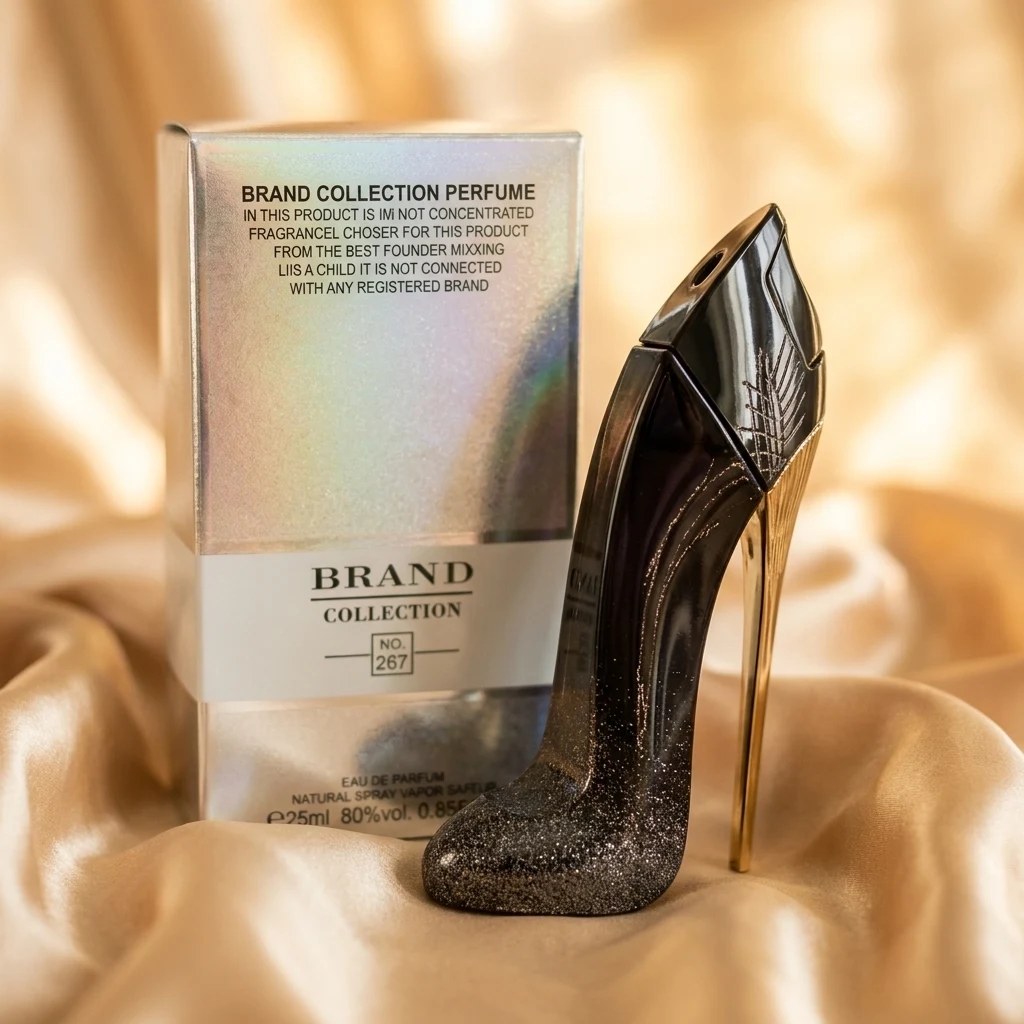 BRAND COLLECTION PERFUME
IN THIS PRODUCT IS IM NOT CONCENTRATED
FRAGRANCEL CHOSER FOR THIS PRODUCT
FROM THE BEST FOUNDER MIXXING
LIIS A CHILD IT IS NOT CONNECTED
WITH ANY REGISTERED BRAND
BRAND
COLLECTION
NO.
267
EAU DE PARFUM
NATURAL SPRAY VAPOR
℮25ml 80%vol.